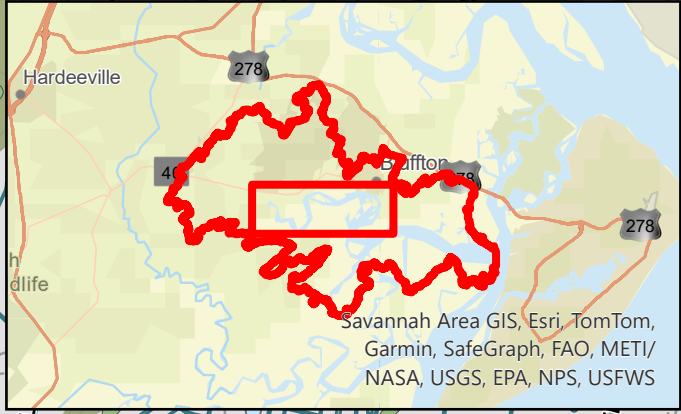 278
Hardeeville
Bluffton
46
278
278
h
dlife
Savannah Area GIS, Esri, TomTom,
Garmin, SafeGraph, FAO, METI/
NASA, USGS, EPA, NPS, USFWS